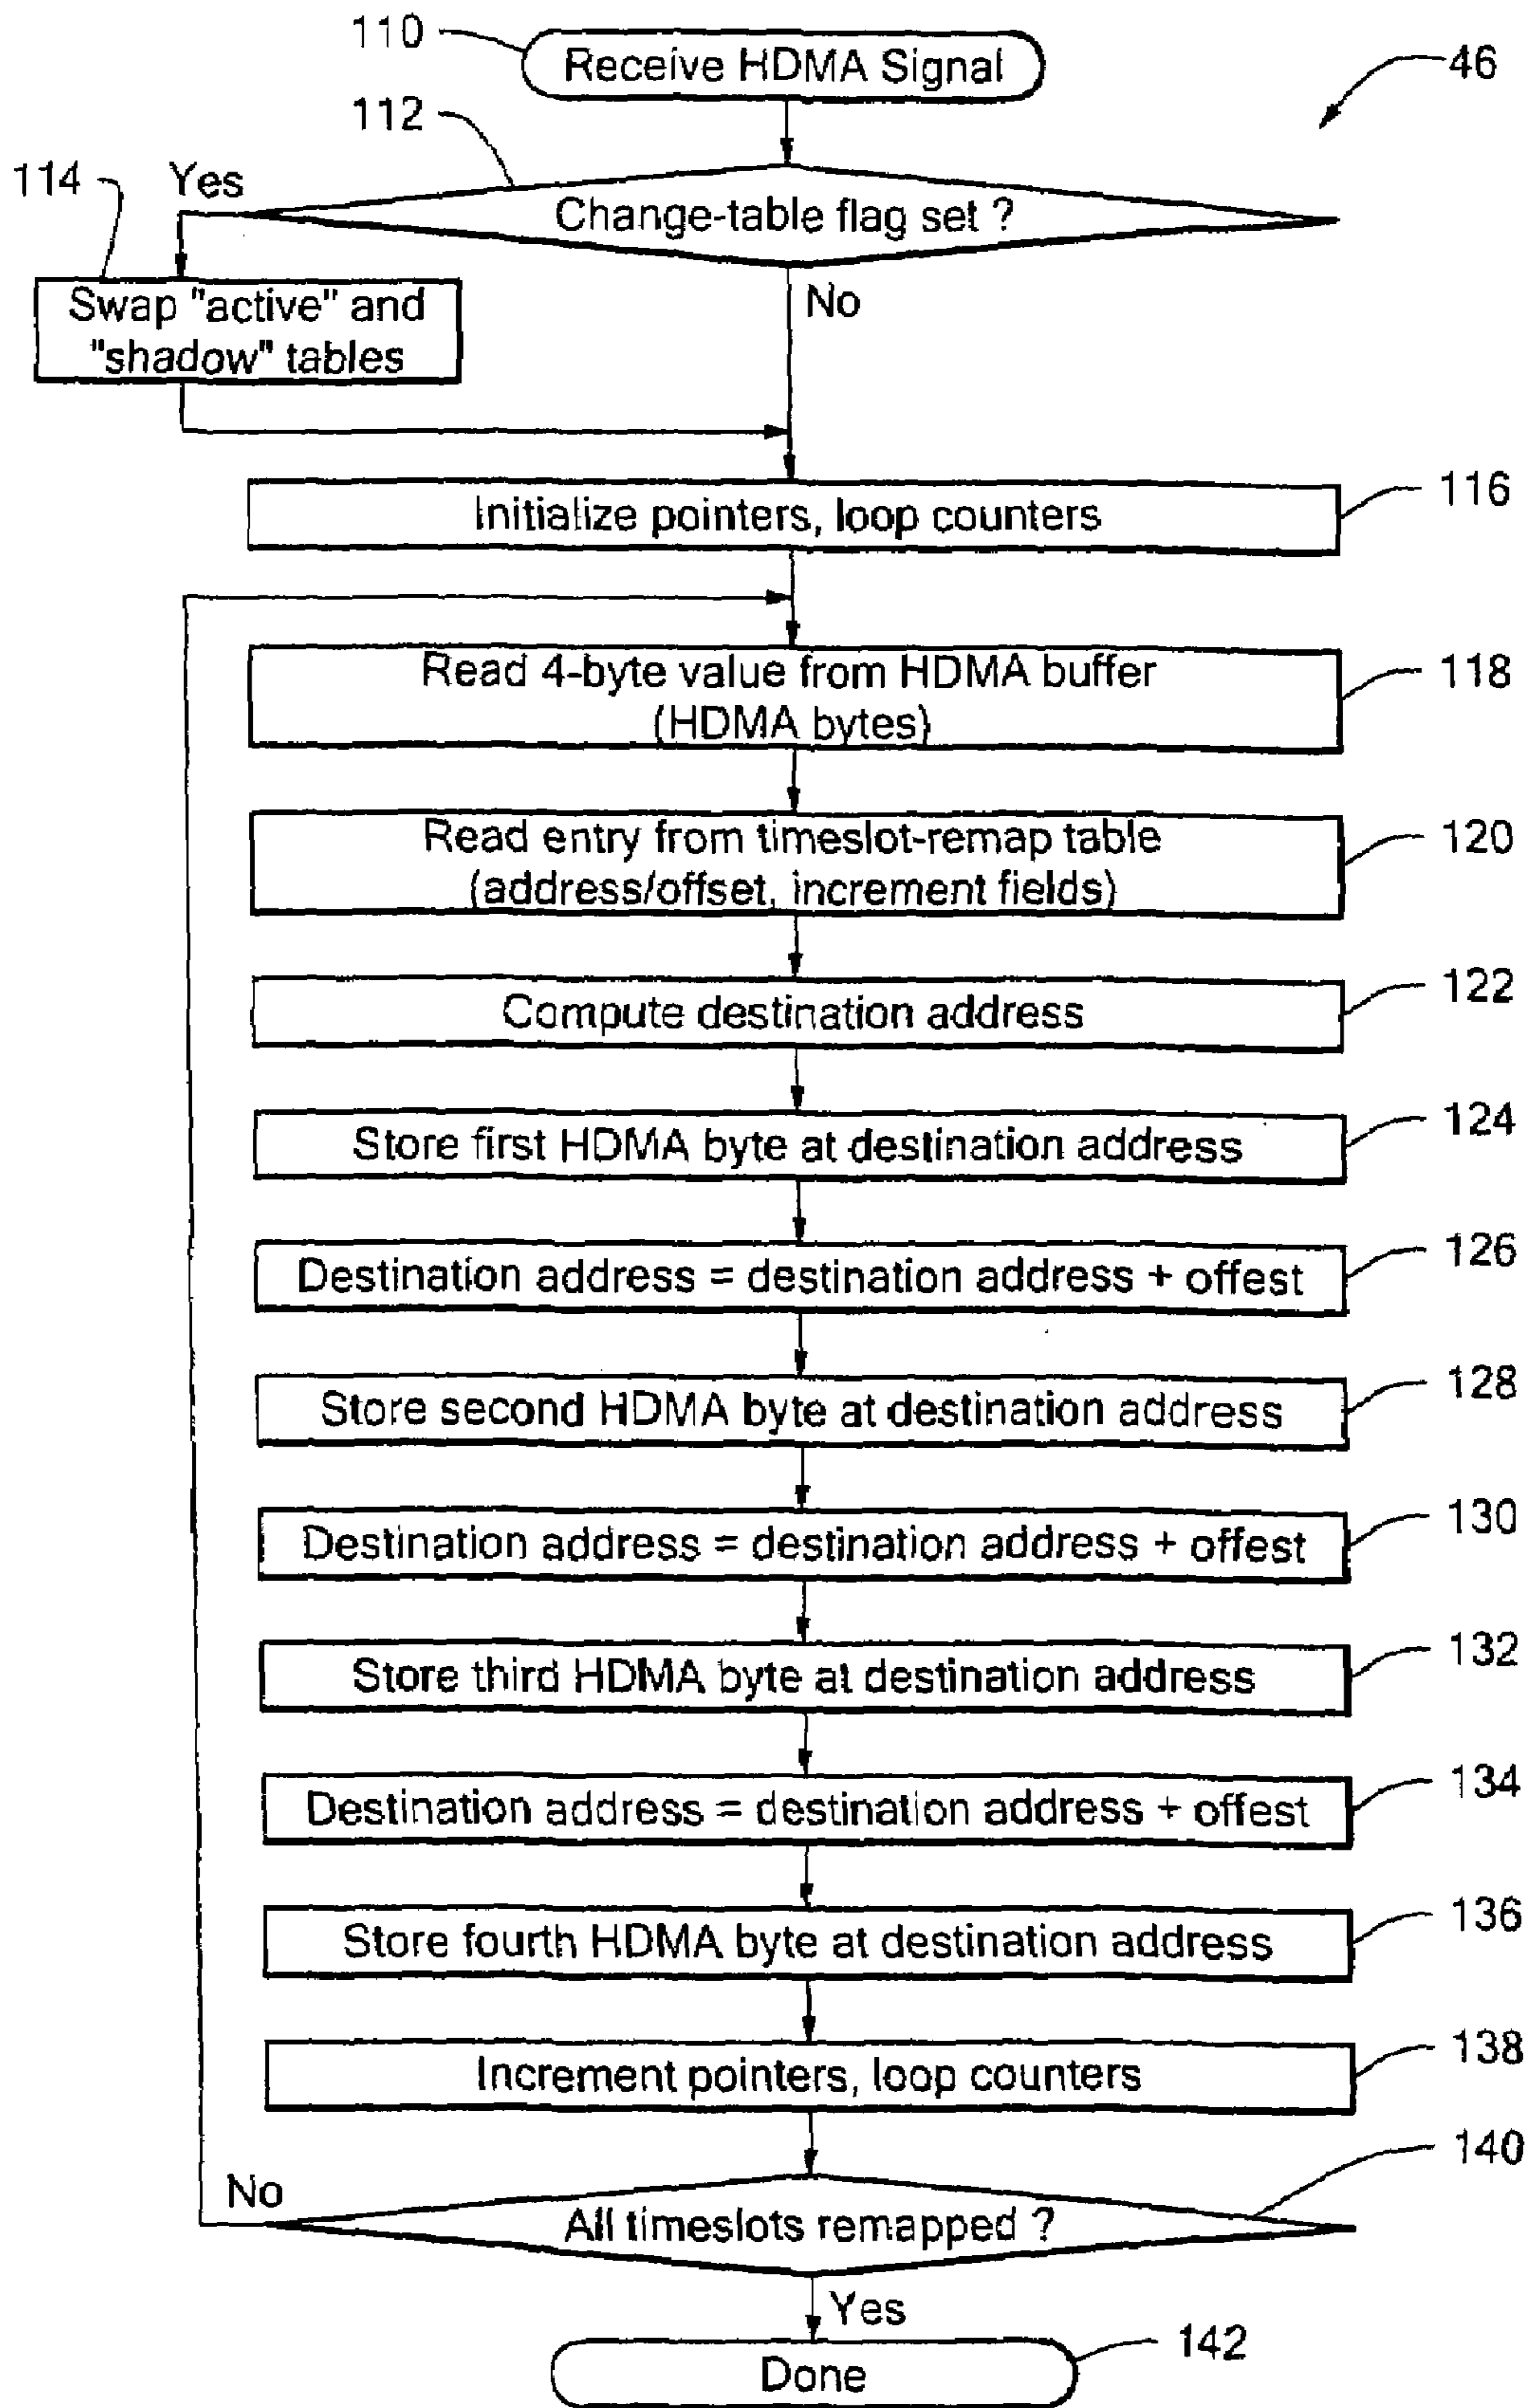 110
Receive HDMA Signal
46
112
114
Yes
Change-table flag set ?
Swap "active" and
"shadow" tables
No
Initialize pointers, loop counters
116
Read 4-byte value from HDMA buffer
(HDMA bytes)
118
Read entry from timeslot-remap table
(address/offset, increment fields)
120
Compute destination address
122
Store first HDMA byte at destination address
124
Destination address = destination address + offest
126
Store second HDMA byte at destination address
128
Destination address = destination address + offest
130
Store third HDMA byte at destination address
132
Destination address = destination address + offest
134
Store fourth HDMA byte at destination address
136
Increment pointers, loop counters
138
140
No
All timeslots remapped ?
Yes
Done
142